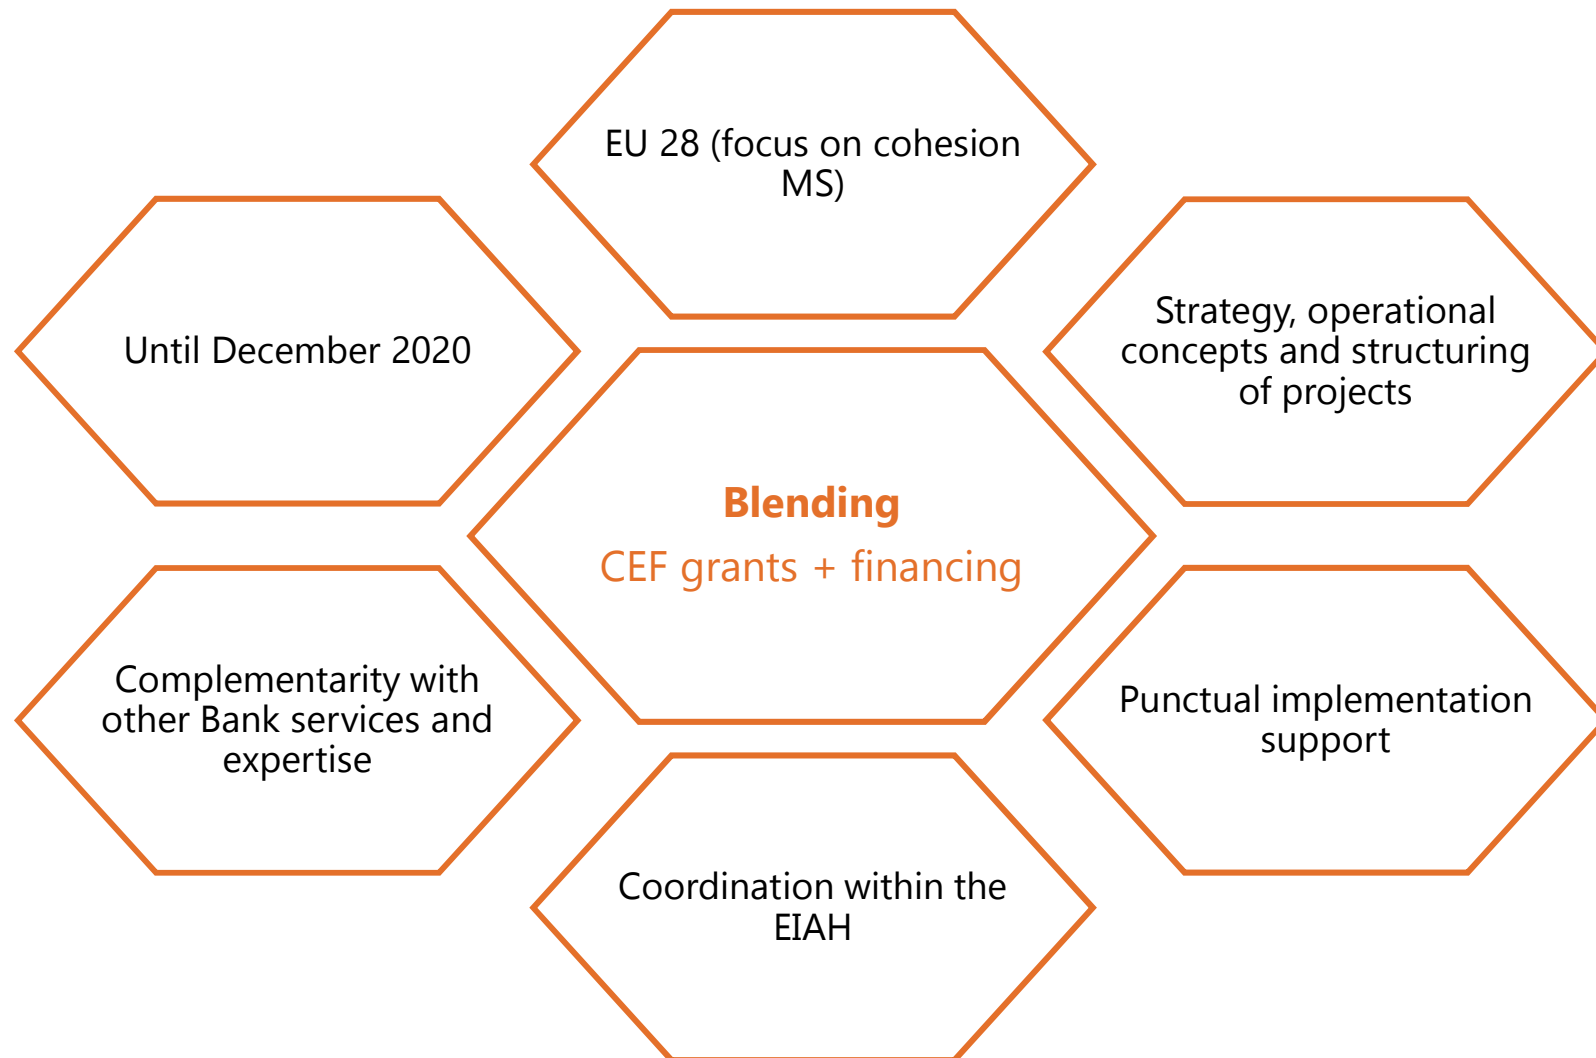 EU 28 (focus on cohesion
MS)
Until December 2020
Strategy, operational
concepts and structuring
of projects
Blending
CEF grants + financing
Complementarity with
other Bank services and
expertise
Punctual implementation
support
Coordination within the
EIAH